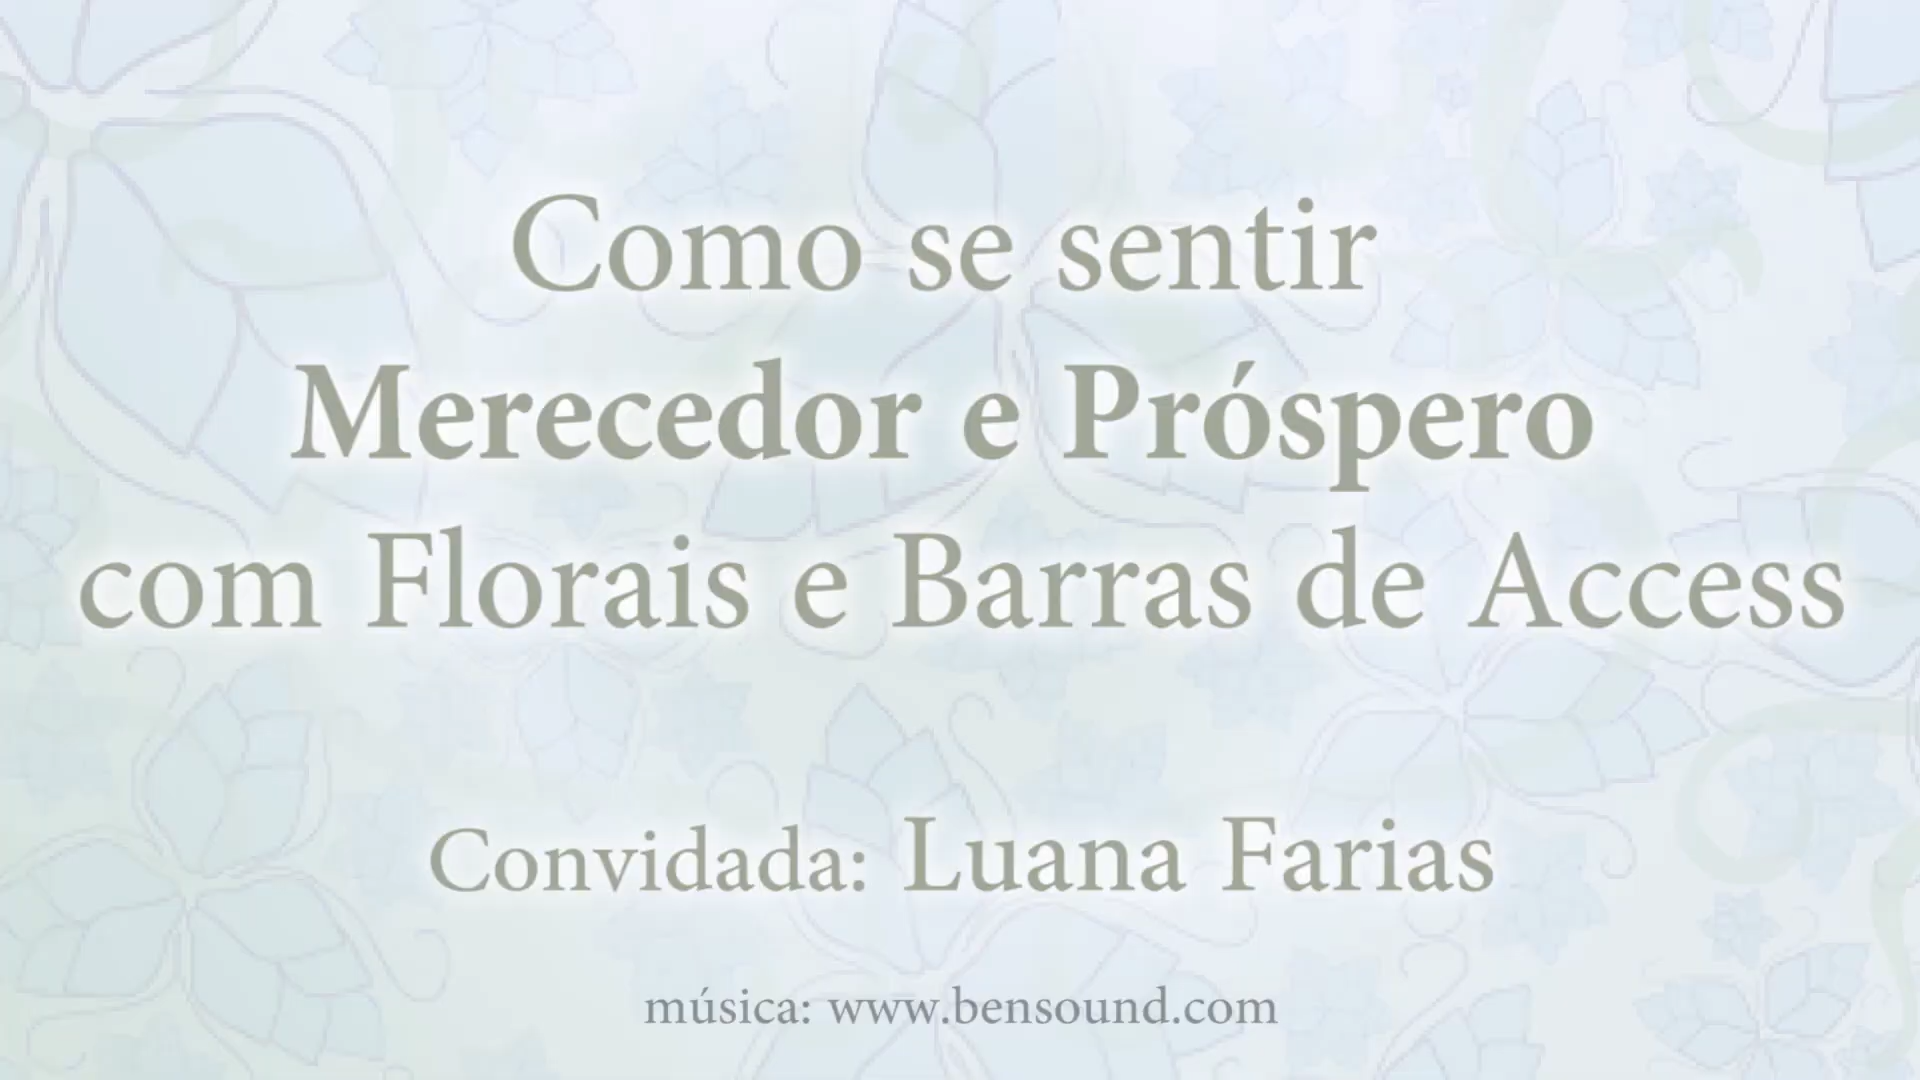 Como se sentir
Merecedor e Próspero
com Florais e Barras de Access
Convidada: Luana Farias
música: www.bensound.com